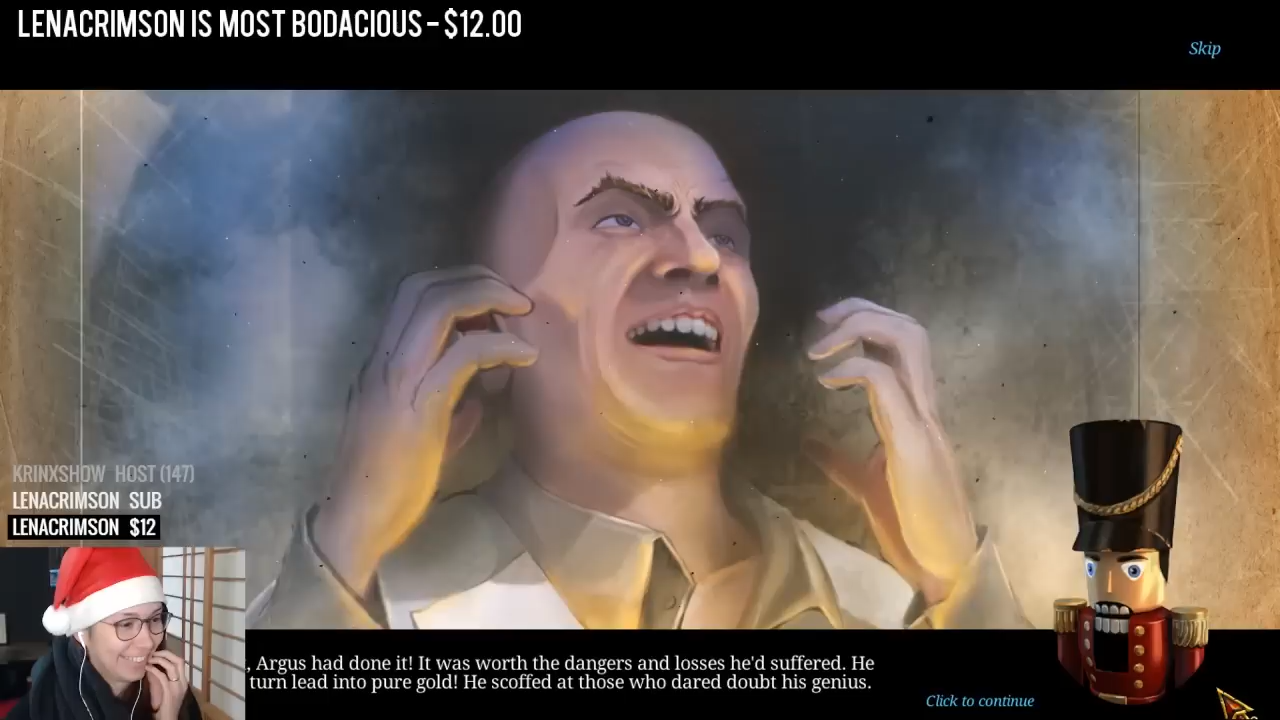 LENACRIMSON IS MOST BODACIOUS - $12.00
Skip
KRINXSHOW HOST (147)
LENACRIMSON SUB
LENACRIMSON $12
, Argus had done it! It was worth the dangers and losses he'd suffered. He
turn lead into pure gold! He scoffed at those who dared doubt his genius.
Click to continue